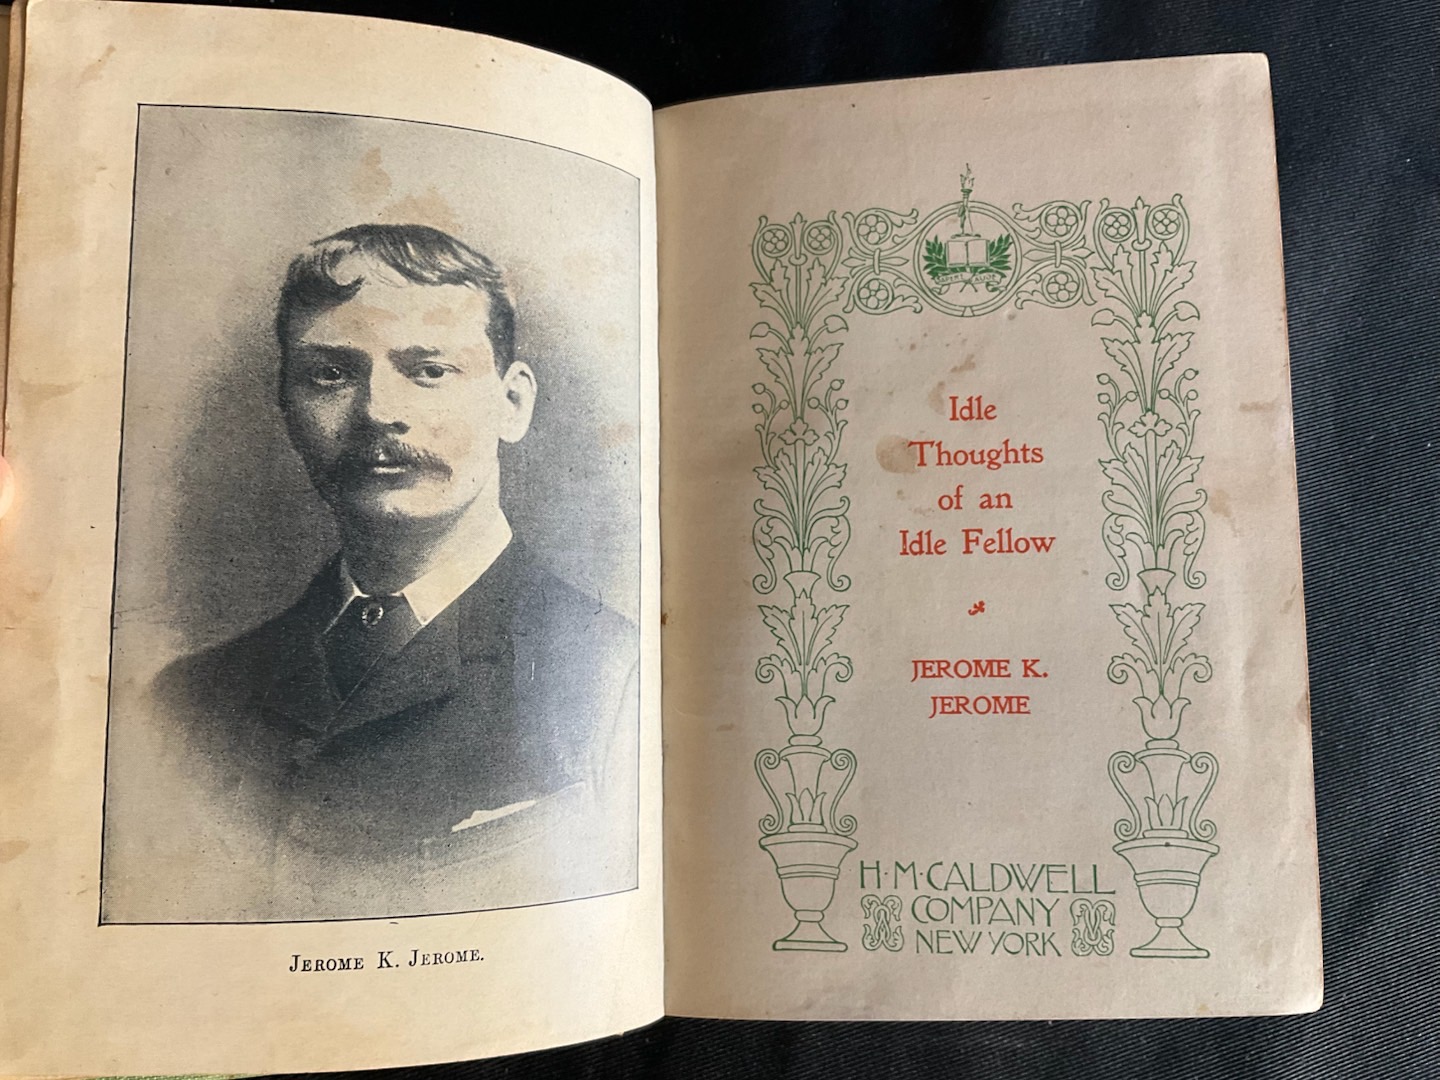 Jerome K. Jerome.
Idle
Thoughts
of an
Idle Fellow
JEROME K.
JEROME
H·M·CALDWELL
COMPANY
NEW YORK